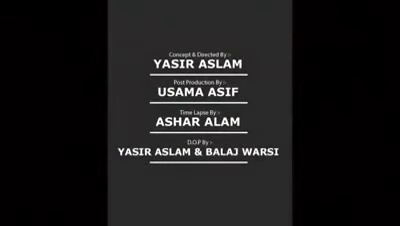 Concept & Directed By :-
YASIR ASLAM
Post Production By :-
USAMA ASIF
Time Lapse By :-
ASHAR ALAM
D.O.P By :-
YASIR ASLAM & BALAJ WARSI